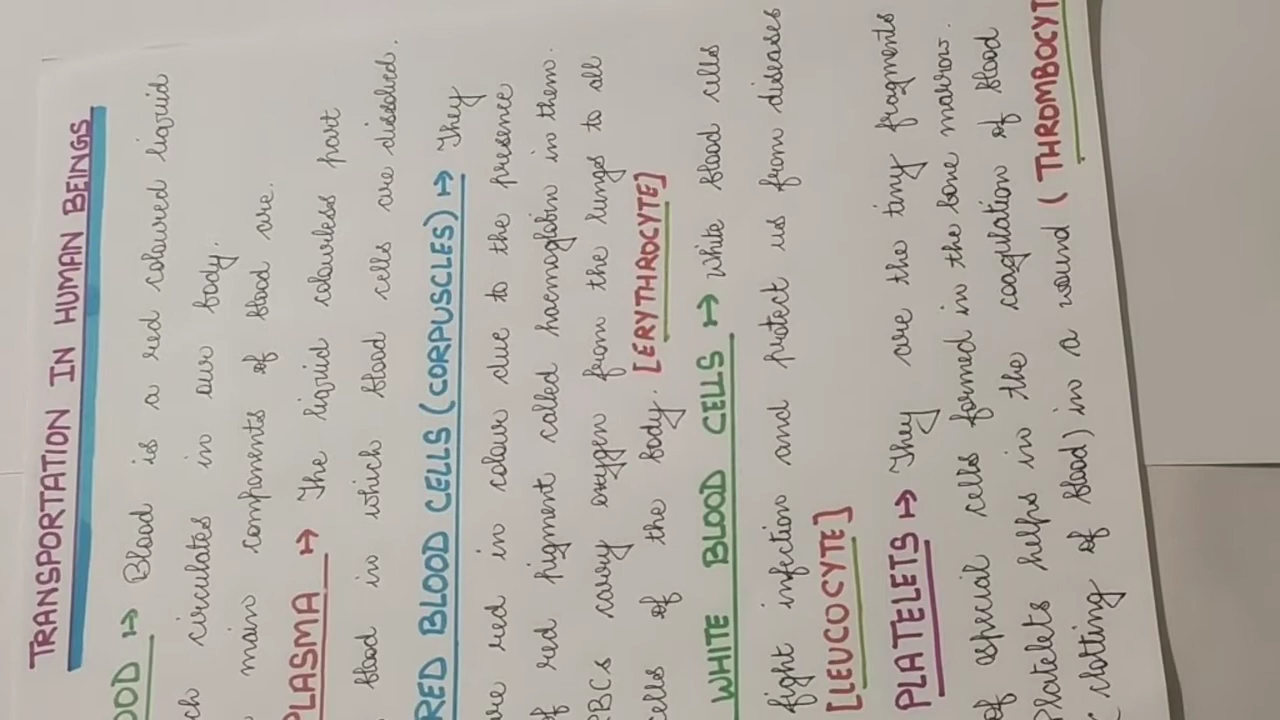 TRANSPORTATION IN HUMAN BEINGS
OOD ↦ Blood is a red coloured liquid
ch circulates in our body.
main components of blood are.
PLASMA ↦ The liquid colourless part
blood in which blood cells are dissolved.
RED BLOOD CELLS (CORPUSCLES) ↦ They
are red in colour due to the presence
of red pigment called haemoglobin in them.
RBCs carry oxygen from the lungs to all
cells of the body. [ERYTHROCYTE]
WHITE BLOOD CELLS ↦ White blood cells
fight infection and protect us from diseases
[LEUCOCYTE]
PLATELETS ↦ They are the tiny fragments
of especial cells formed in the bone marrow.
Platelets helps in the coagulation of blood
( clotting of blood) in a wound ( THROMBOCYT